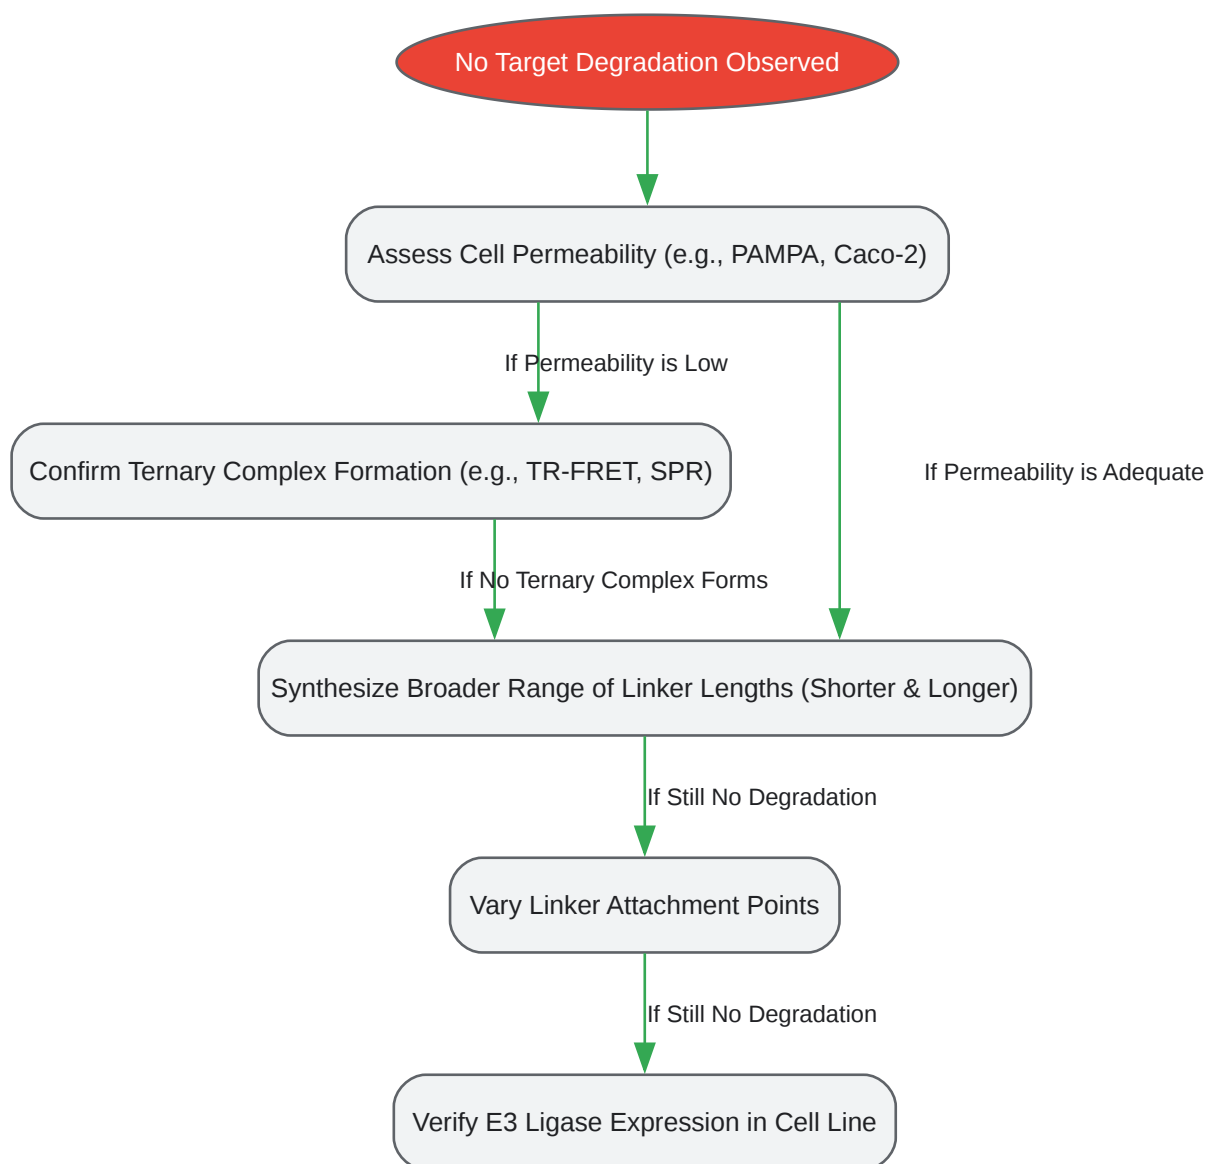 No Target Degradation Observed
Assess Cell Permeability (e.g., PAMPA, Caco-2)
If Permeability is Low
Confirm Ternary Complex Formation (e.g., TR-FRET, SPR)
If Permeability is Adequate
If No Ternary Complex Forms
Synthesize Broader Range of Linker Lengths (Shorter & Longer)
If Still No Degradation
Vary Linker Attachment Points
If Still No Degradation
Verify E3 Ligase Expression in Cell Line